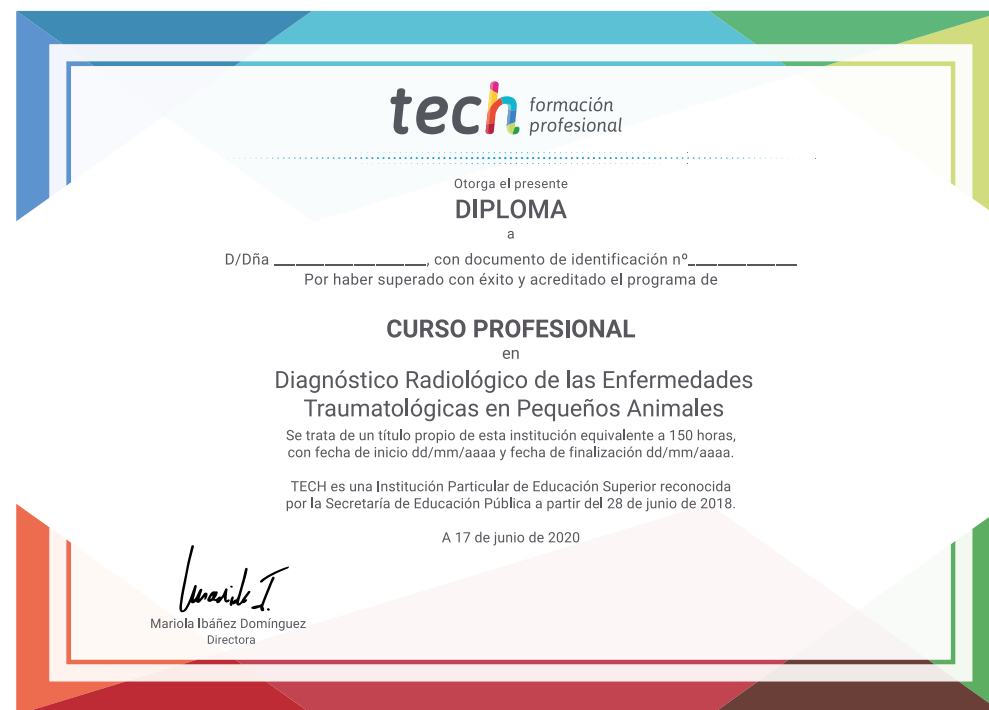 tech formación
profesional
Otorga el presente
DIPLOMA
a
D/Dña ______________, con documento de identificación nº__________
Por haber superado con éxito y acreditado el programa de
CURSO PROFESIONAL
en
Diagnóstico Radiológico de las Enfermedades
Traumatológicas en Pequeños Animales
Se trata de un título propio de esta institución equivalente a 150 horas,
con fecha de inicio dd/mm/aaaa y fecha de finalización dd/mm/aaaa.
TECH es una Institución Particular de Educación Superior reconocida
por la Secretaría de Educación Pública a partir del 28 de junio de 2018.
A 17 de junio de 2020
Mariola Ibáñez Domínguez
Directora